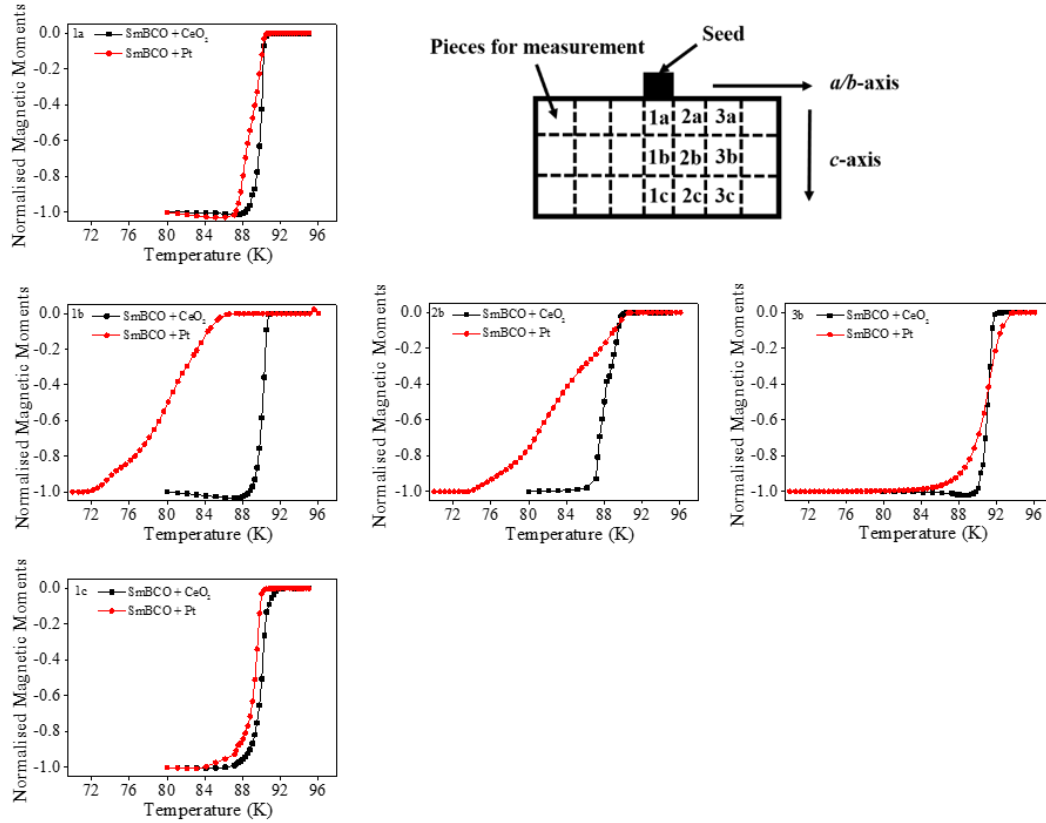 1a
SmBCO + CeO₂
SmBCO + Pt
0.0
-0.2
-0.4
-0.6
-0.8
-1.0
Normalised Magnetic Moments
72 76 80 84 88 92 96
Temperature (K)
Pieces for measurement
Seed
a/b-axis
c-axis
1a 2a 3a
1b 2b 3b
1c 2c 3c
1b
SmBCO + CeO₂
SmBCO + Pt
0.0
-0.2
-0.4
-0.6
-0.8
-1.0
Normalised Magnetic Moments
72 76 80 84 88 92 96
Temperature (K)
2b
SmBCO + CeO₂
SmBCO + Pt
0.0
-0.2
-0.4
-0.6
-0.8
-1.0
Normalised Magnetic Moments
72 76 80 84 88 92 96
Temperature (K)
3b
SmBCO + CeO₂
SmBCO + Pt
0.0
-0.2
-0.4
-0.6
-0.8
-1.0
Normalised Magnetic Moments
72 76 80 84 88 92 96
Temperature (K)
1c
SmBCO + CeO₂
SmBCO + Pt
0.0
-0.2
-0.4
-0.6
-0.8
-1.0
Normalised Magnetic Moments
72 76 80 84 88 92 96
Temperature (K)